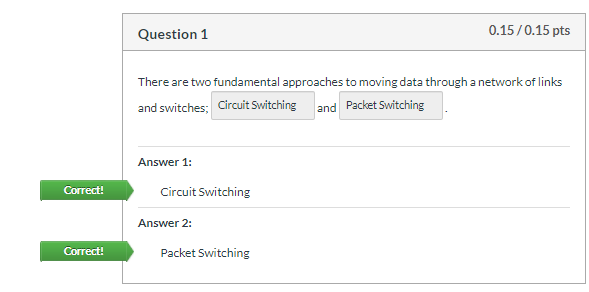 Question 1
0.15 / 0.15 pts
There are two fundamental approaches to moving data through a network of links
and switches; Circuit Switching and Packet Switching .
Answer 1:
Correct!
Circuit Switching
Answer 2:
Correct!
Packet Switching